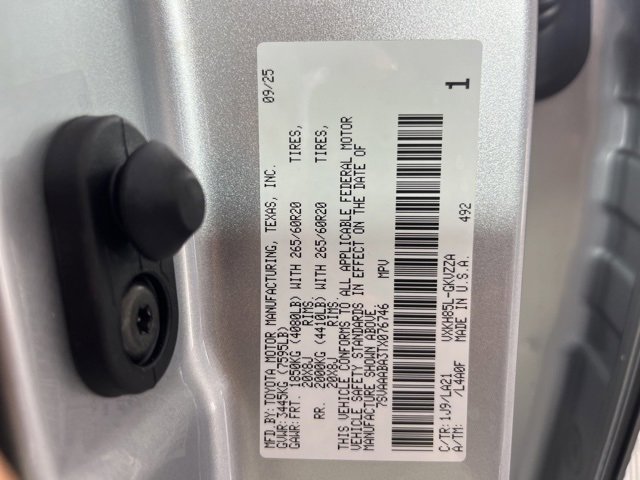 MFD.BY:TOYOTA MOTOR MANUFACTURING, TEXAS, INC. 09/25
GVWR: 3445KG (7595LB)
GAWR:FRT. 1850KG (4080LB) WITH 265/60R20 TIRES,
20X8J RIMS,
RR. 2000KG (4410LB) WITH 265/60R20 TIRES,
20X8J RIMS,
THIS VEHICLE CONFORMS TO ALL APPLICABLE FEDERAL MOTOR
VEHICLE SAFETY STANDARDS IN EFFECT ON THE DATE OF
MANUFACTURE SHOWN ABOVE.
7SVAAABA3TX076746 MPV
C/TR: 1J9/LA21 VXKH85L-GKVZZA
A/TM: /L4A0F MADE IN U.S.A. 492
1